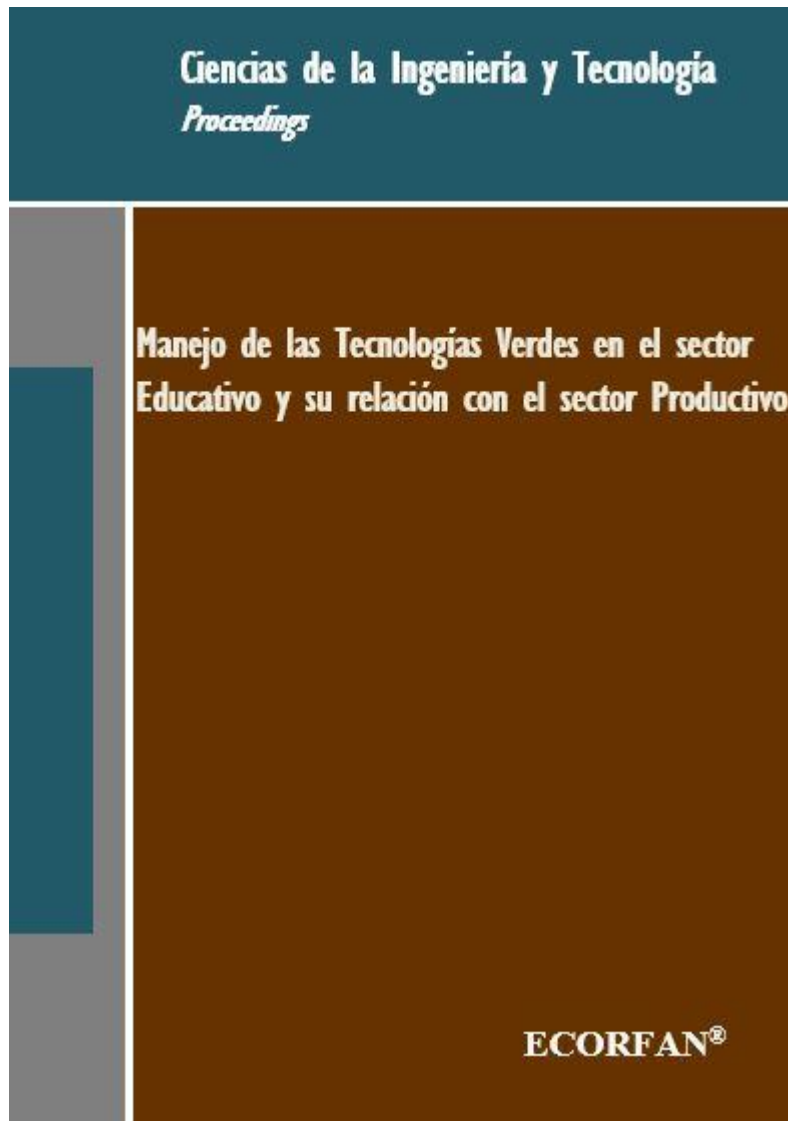 Ciencias de la Ingeniería y Tecnología
Proceedings
Manejo de las Tecnologías Verdes en el sector
Educativo y su relación con el sector Productivo
ECORFAN®